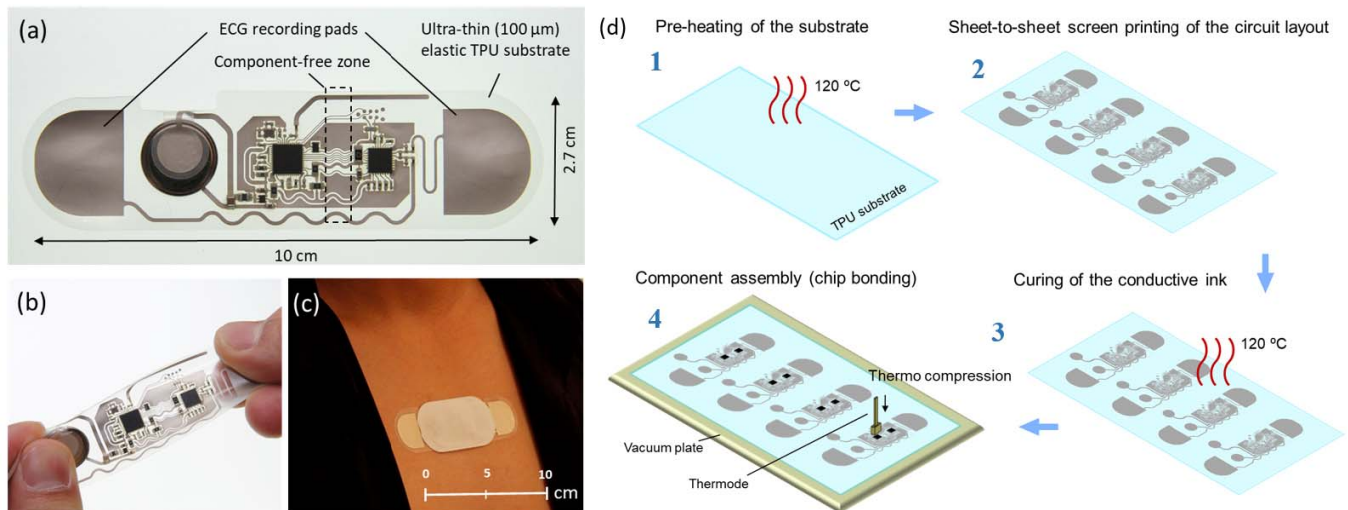 (a)
ECG recording pads
Component-free zone
Ultra-thin (100 µm)
elastic TPU substrate
2.7 cm
10 cm
(b)
(c)
0 5 10
cm
(d)
Pre-heating of the substrate
1
120 ºC
TPU substrate
Sheet-to-sheet screen printing of the circuit layout
2
Curing of the conductive ink
3
120 ºC
Component assembly (chip bonding)
4
Thermo compression
Vacuum plate
Thermode